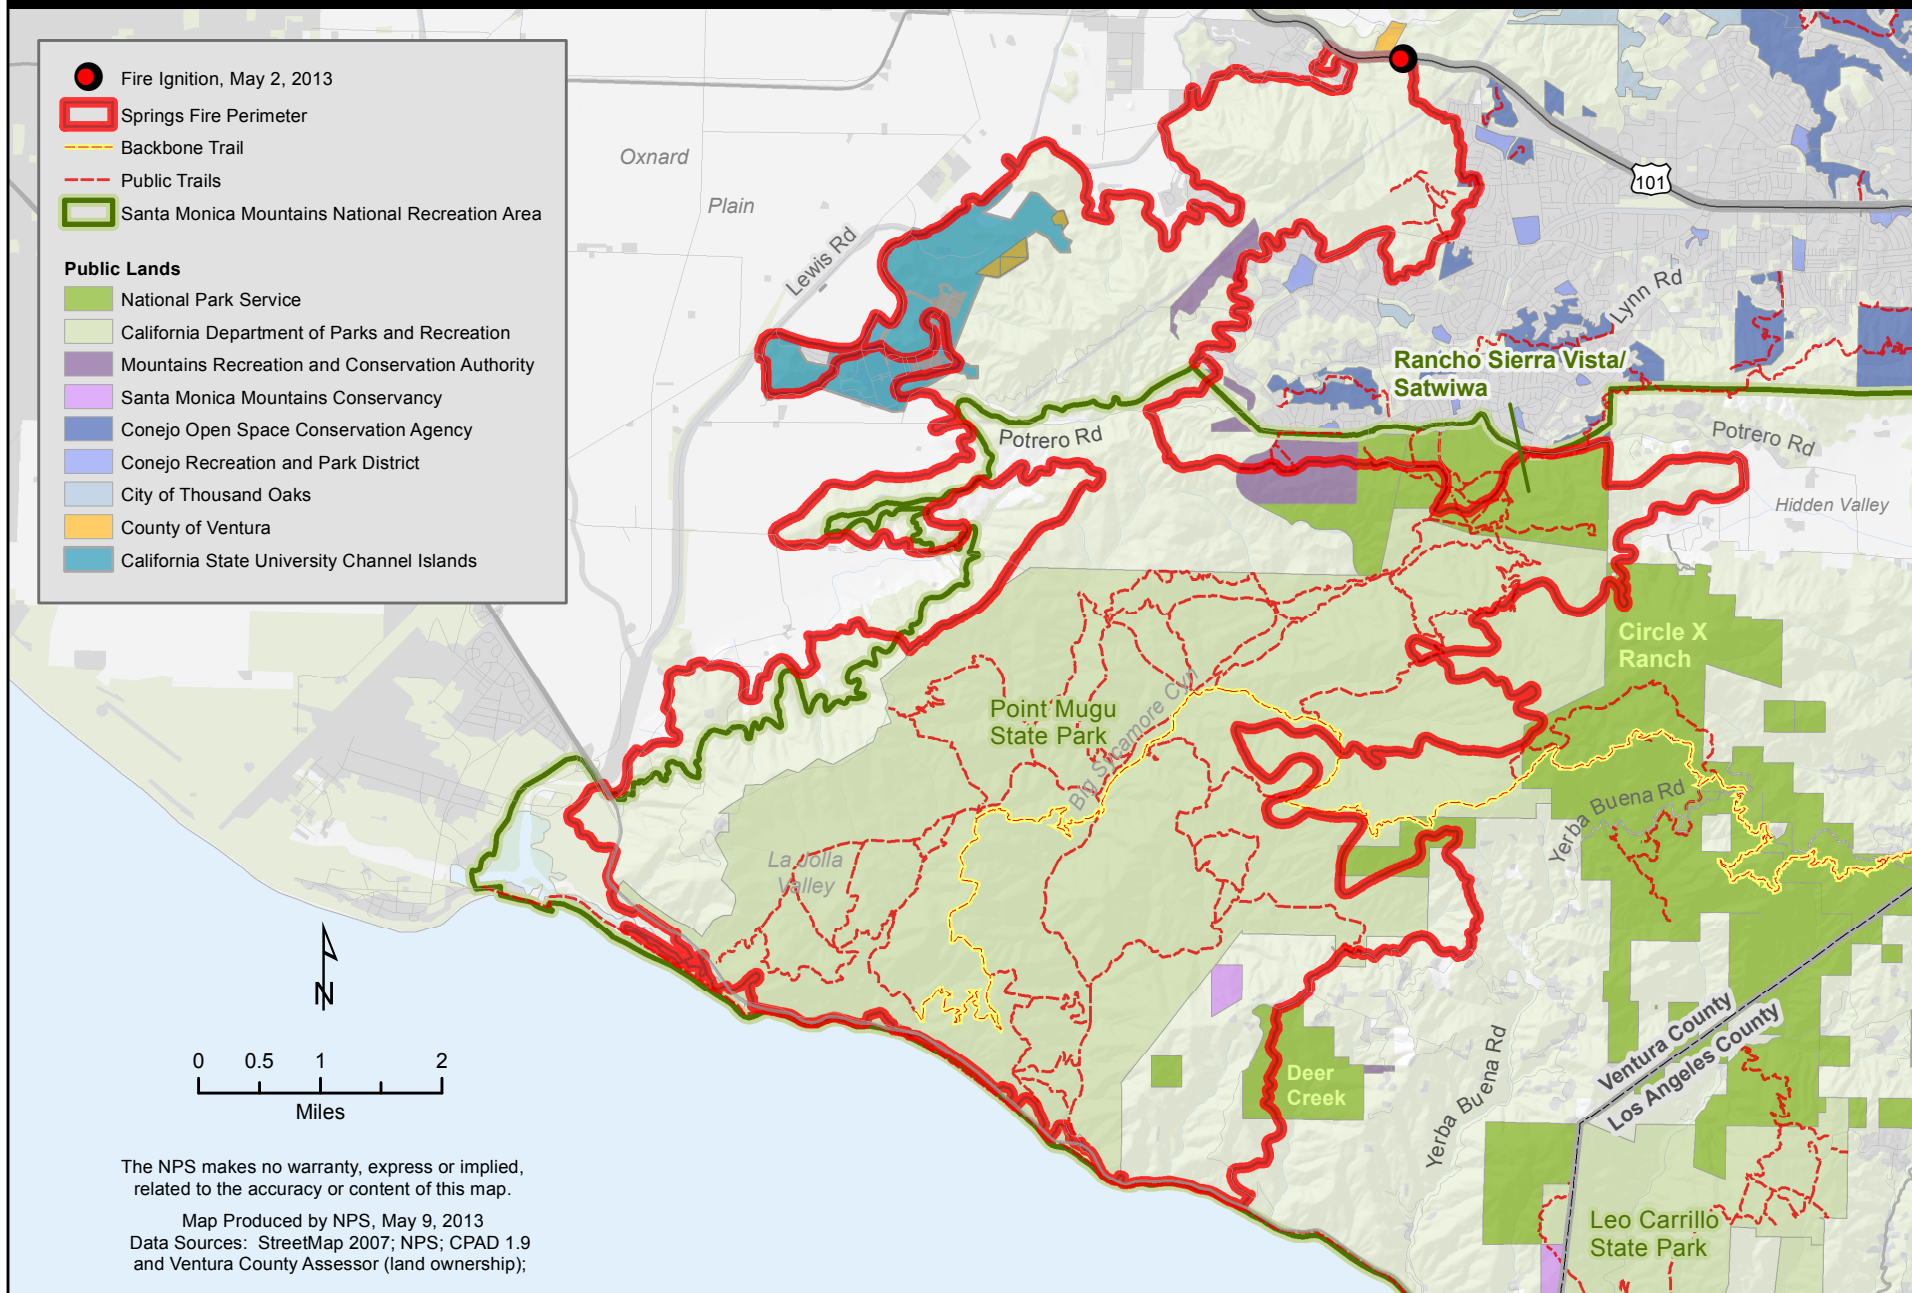 Fire Ignition, May 2, 2013
Springs Fire Perimeter
Backbone Trail
Public Trails
Santa Monica Mountains National Recreation Area
Public Lands
National Park Service
California Department of Parks and Recreation
Mountains Recreation and Conservation Authority
Santa Monica Mountains Conservancy
Conejo Open Space Conservation Agency
Conejo Recreation and Park District
City of Thousand Oaks
County of Ventura
California State University Channel Islands
Oxnard
Plain
Lewis Rd
101
Lynn Rd
Rancho Sierra Vista/
Satwiwa
Potrero Rd
Potrero Rd
Hidden Valley
Circle X
Ranch
Point Mugu
State Park
Big Sycamore Cyn
Yerba Buena Rd
La Jolla
Valley
Deer
Creek
Yerba Buena Rd
Ventura County
Los Angeles County
Leo Carrillo
State Park
N
0 0.5 1 2
Miles
The NPS makes no warranty, express or implied,
related to the accuracy or content of this map.
Map Produced by NPS, May 9, 2013
Data Sources: StreetMap 2007; NPS; CPAD 1.9
and Ventura County Assessor (land ownership);